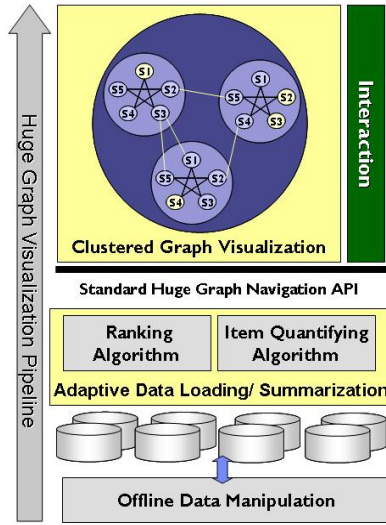 Huge Graph Visualization Pipeline
S1
S5 S2
S4 S3
S1
S5 S2
S4 S3
S1
S5 S2
S4 S3
Clustered Graph Visualization
Interaction
Standard Huge Graph Navigation API
Ranking
Algorithm
Item Quantifying
Algorithm
Adaptive Data Loading/ Summarization
Offline Data Manipulation